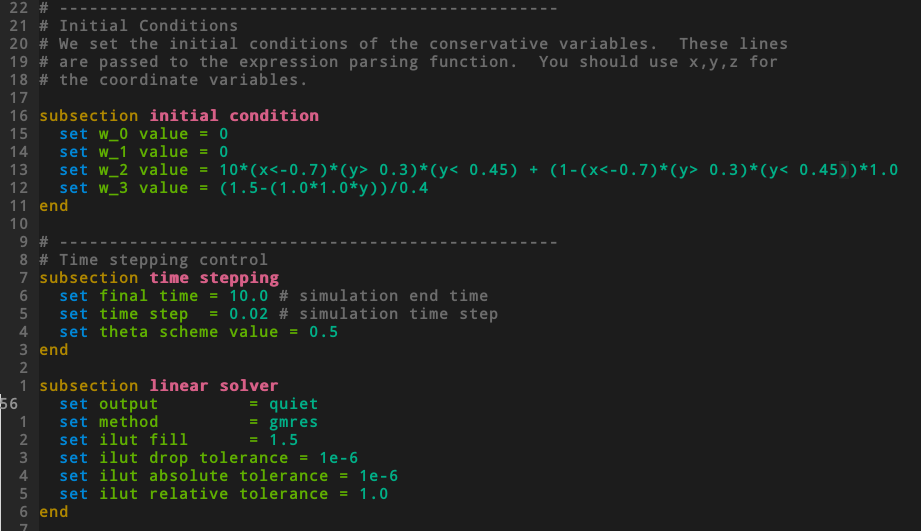 22 # --------------------------------------------------
21 # Initial Conditions
20 # We set the initial conditions of the conservative variables.  These lines
19 # are passed to the expression parsing function.  You should use x,y,z for
18 # the coordinate variables.
17
16 subsection initial condition
15   set w_0 value = 0
14   set w_1 value = 0
13   set w_2 value = 10*(x<-0.7)*(y> 0.3)*(y< 0.45) + (1-(x<-0.7)*(y> 0.3)*(y< 0.45))*1.0
12   set w_3 value = (1.5-(1.0*1.0*y))/0.4
11 end
10
9 # --------------------------------------------------
8 # Time stepping control
7 subsection time stepping
6   set final time = 10.0 # simulation end time
5   set time step  = 0.02 # simulation time step
4   set theta scheme value = 0.5
3 end
2
1 subsection linear solver
56   set output         = quiet
1   set method         = gmres
2   set ilut fill      = 1.5
3   set ilut drop tolerance = 1e-6
4   set ilut absolute tolerance = 1e-6
5   set ilut relative tolerance = 1.0
6 end
7